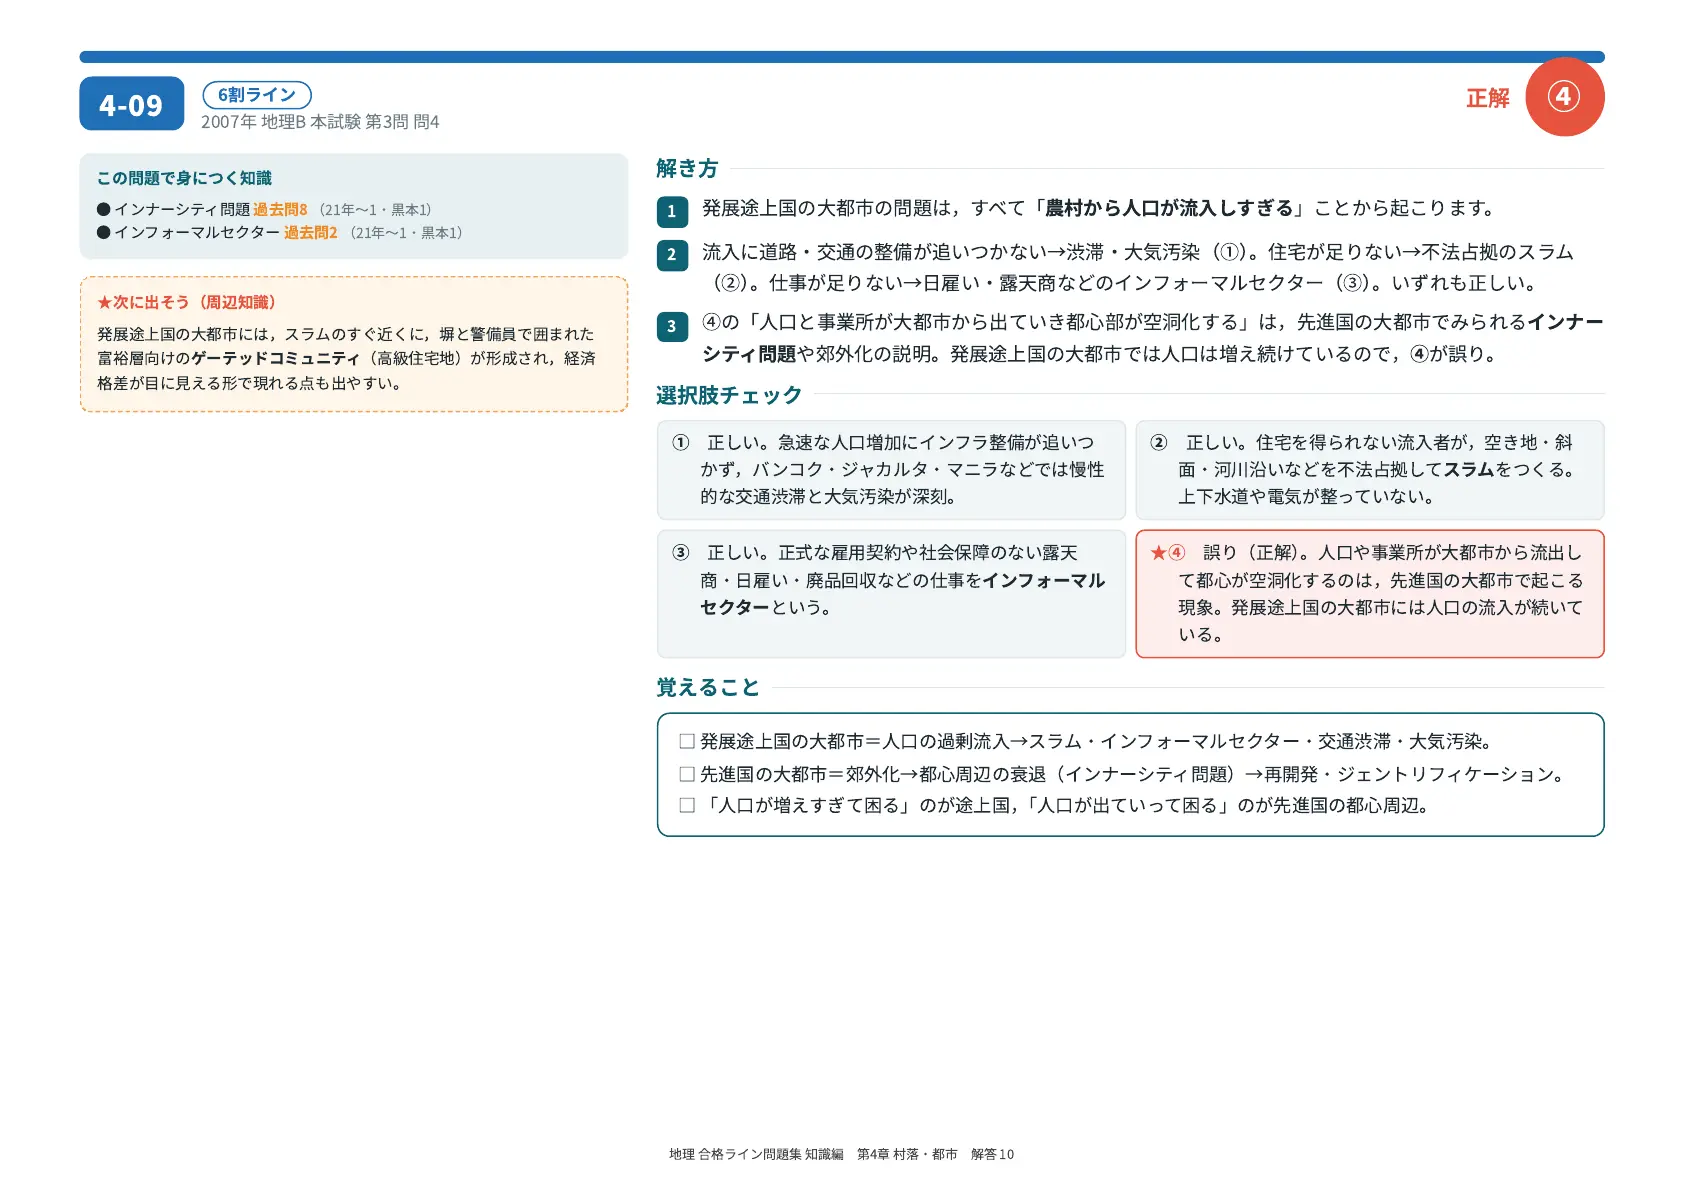 4-09
6割ライン
2007年 地理B 本試験 第3問 問4
正解 ④
この問題で身につく知識
● インナーシティ問題 過去問8 （21年〜1・黒本1）
● インフォーマルセクター 過去問2 （21年〜1・黒本1）
★次に出そう（周辺知識）
発展途上国の大都市には，スラムのすぐ近くに，塀と警備員で囲まれた
富裕層向けのゲーテッドコミュニティ（高級住宅地）が形成され，経済
格差が目に見える形で現れる点も出やすい。
解き方
1 発展途上国の大都市の問題は，すべて「農村から人口が流入しすぎる」ことから起こります。
2 流入に道路・交通の整備が追いつかない→渋滞・大気汚染（①）。住宅が足りない→不法占拠のスラム
（②）。仕事が足りない→日雇い・露天商などのインフォーマルセクター（③）。いずれも正しい。
3 ④の「人口と事業所が大都市から出ていき都心部が空洞化する」は，先進国の大都市でみられるインナー
シティ問題や郊外化の説明。発展途上国の大都市では人口は増え続けているので，④が誤り。
選択肢チェック
① 正しい。急速な人口増加にインフラ整備が追いつ
かず，バンコク・ジャカルタ・マニラなどでは慢性
的な交通渋滞と大気汚染が深刻。
② 正しい。住宅を得られない流入者が，空き地・斜
面・河川沿いなどを不法占拠してスラムをつくる。
上下水道や電気が整っていない。
③ 正しい。正式な雇用契約や社会保障のない露天
商・日雇い・廃品回収などの仕事をインフォーマル
セクターという。
★④ 誤り（正解）。人口や事業所が大都市から流出し
て都心が空洞化するのは，先進国の大都市で起こる
現象。発展途上国の大都市には人口の流入が続いて
いる。
覚えること
□ 発展途上国の大都市＝人口の過剰流入→スラム・インフォーマルセクター・交通渋滞・大気汚染。
□ 先進国の大都市＝郊外化→都心周辺の衰退（インナーシティ問題）→再開発・ジェントリフィケーション。
□ 「人口が増えすぎて困る」のが途上国，「人口が出ていって困る」のが先進国の都心周辺。
地理 合格ライン問題集 知識編　第4章 村落・都市　解答10